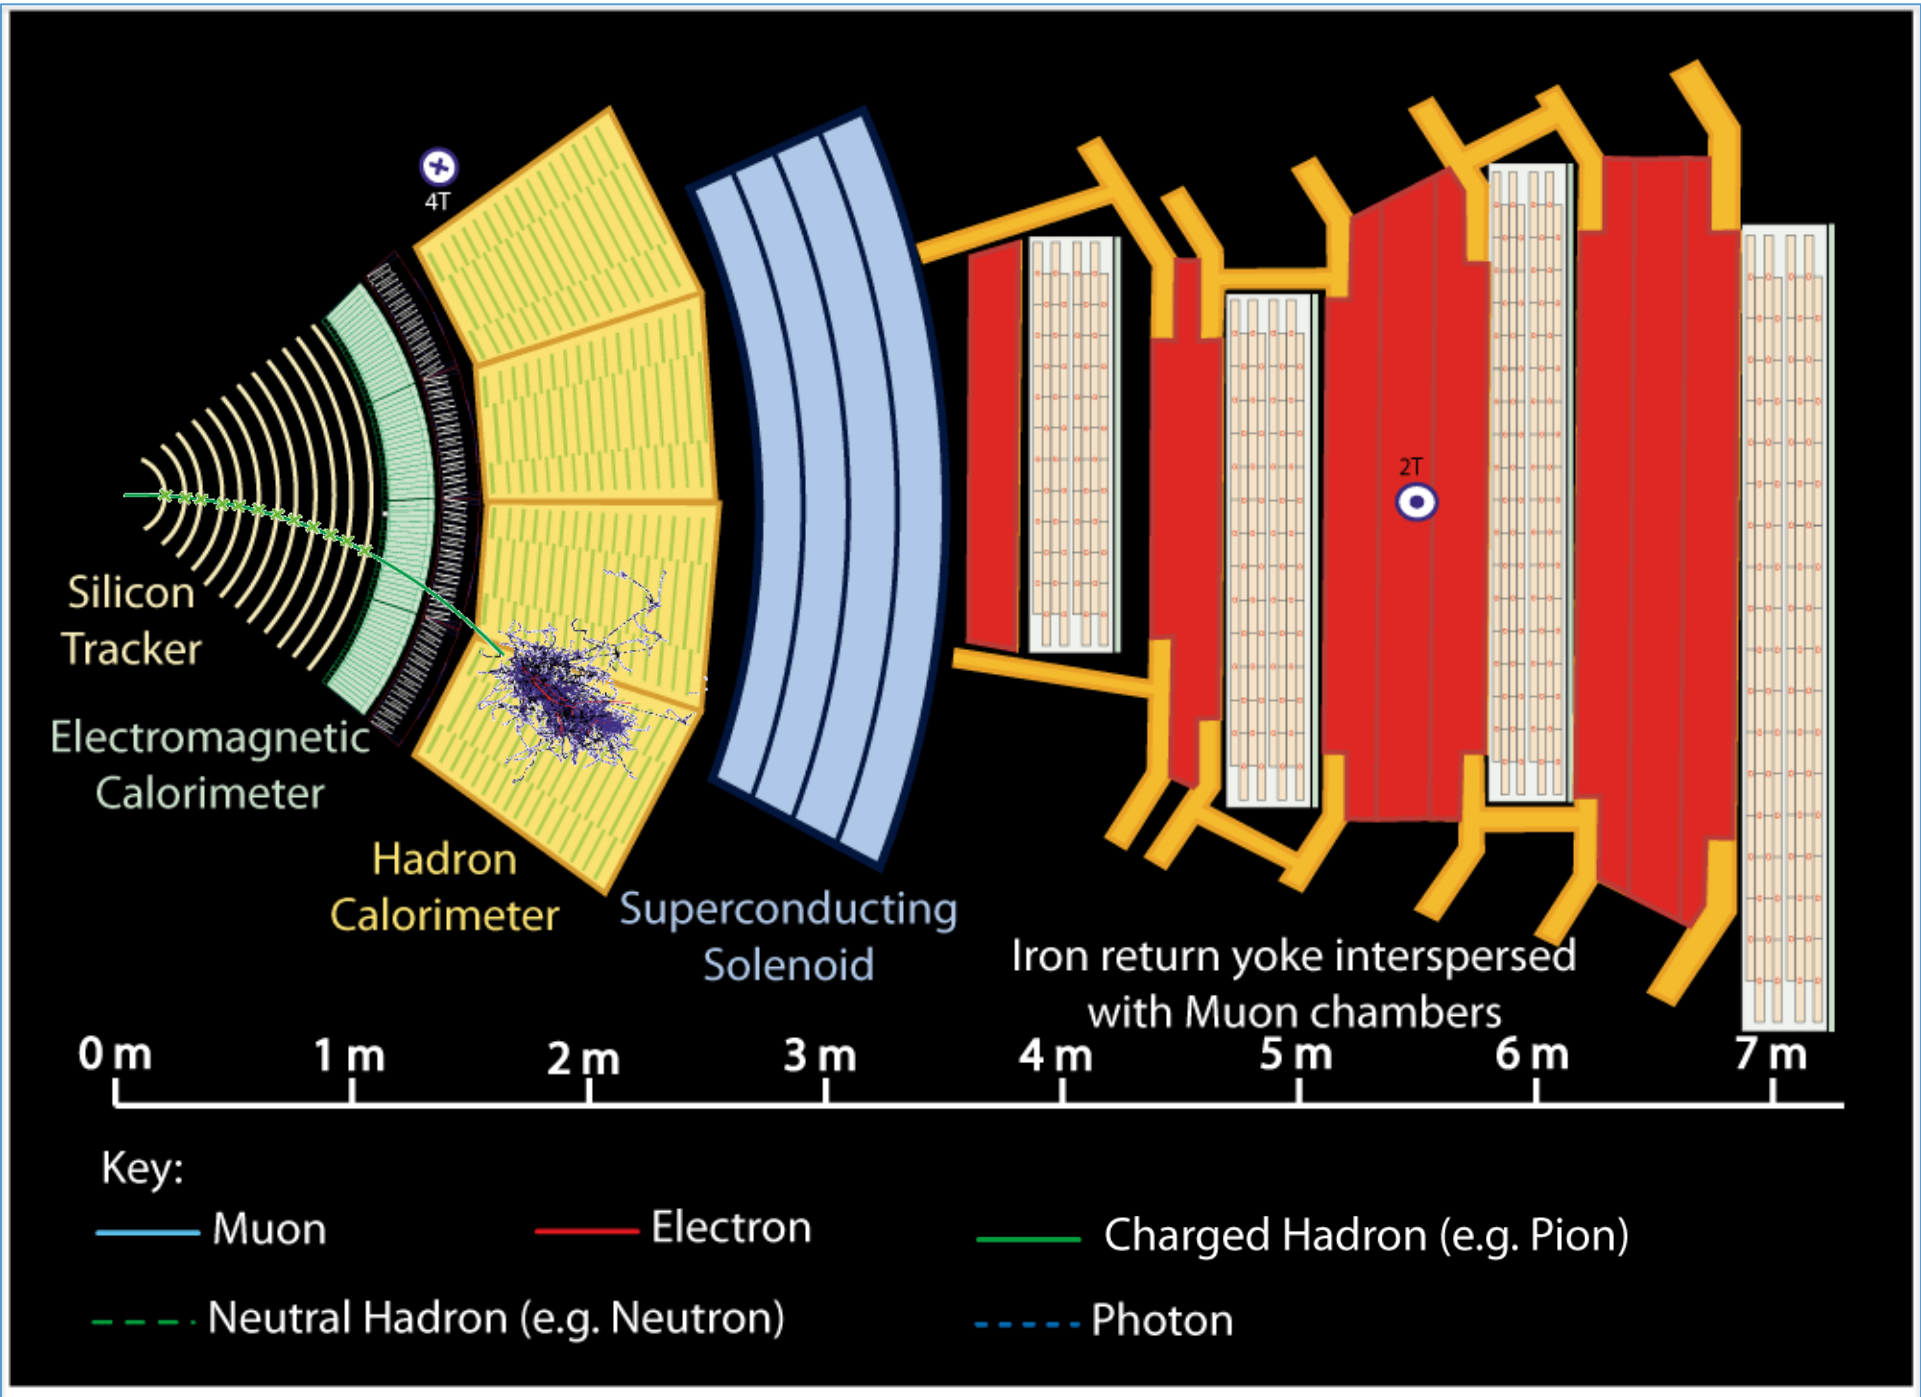 4T
2T
Silicon
Tracker
Electromagnetic
Calorimeter
Hadron
Calorimeter
Superconducting
Solenoid
Iron return yoke interspersed
with Muon chambers
0 m 1 m 2 m 3 m 4 m 5 m 6 m 7 m
Key:
Muon Electron Charged Hadron (e.g. Pion)
Neutral Hadron (e.g. Neutron) Photon